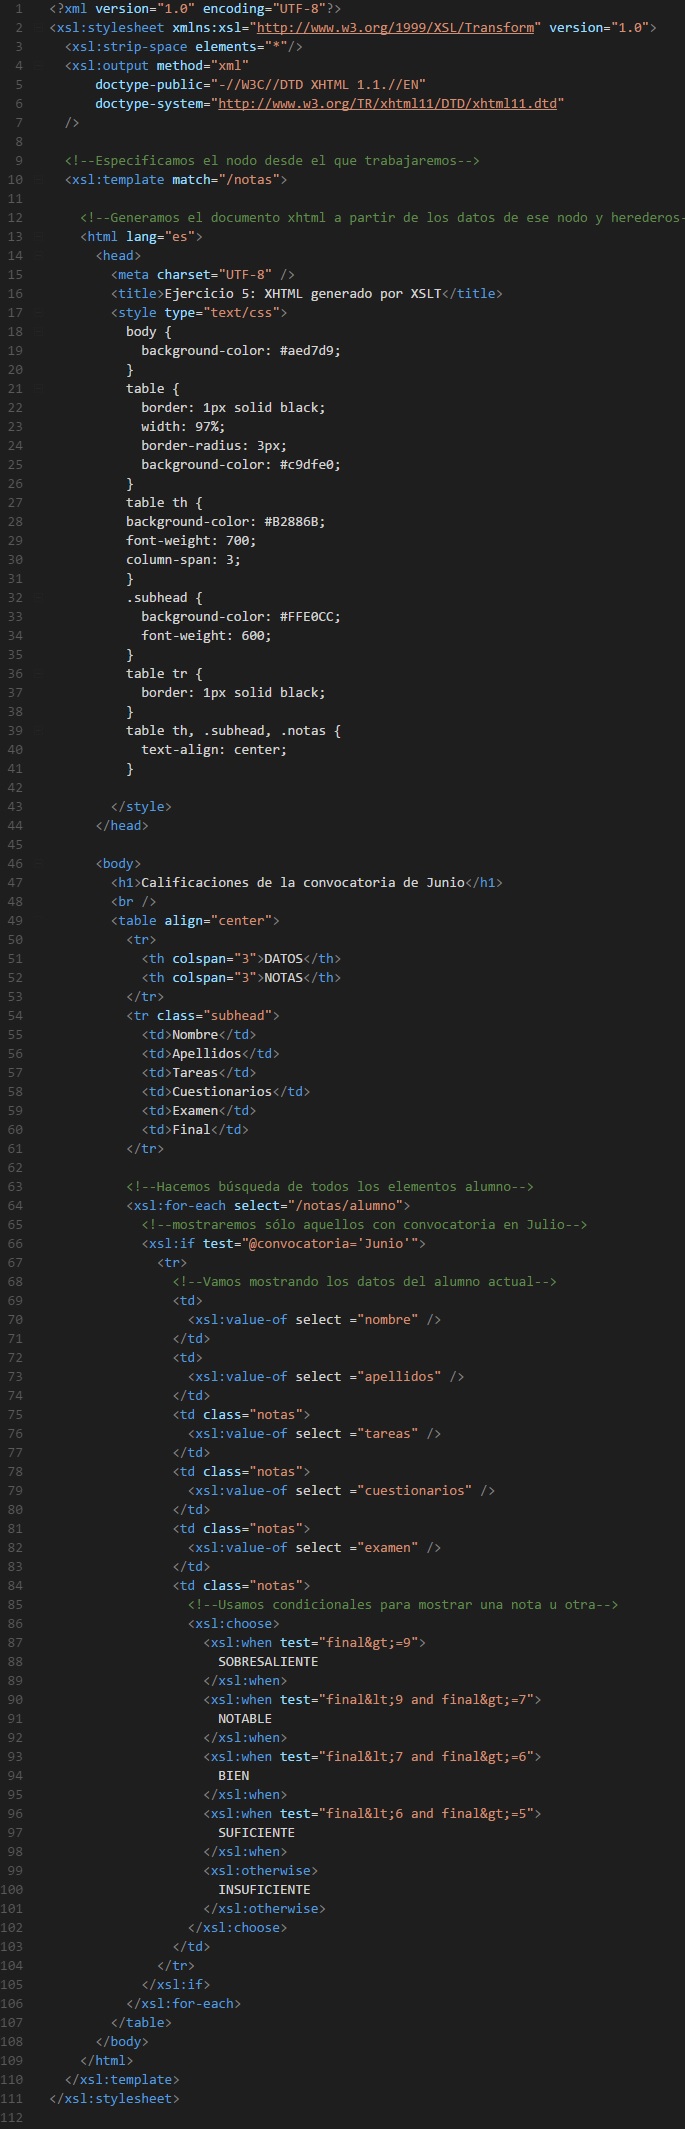 1 <?xml version="1.0" encoding="UTF-8"?>
2 <xsl:stylesheet xmlns:xsl="http://www.w3.org/1999/XSL/Transform" version="1.0">
3 <xsl:strip-space elements="*"/>
4 <xsl:output method="xml"
5 doctype-public="-//W3C//DTD XHTML 1.1.//EN"
6 doctype-system="http://www.w3.org/TR/xhtml11/DTD/xhtml11.dtd"
7 />
8
9 <!--Especificamos el nodo desde el que trabajaremos-->
10 <xsl:template match="/notas">
11
12 <!--Generamos el documento xhtml a partir de los datos de ese nodo y herederos-
13 <html lang="es">
14 <head>
15 <meta charset="UTF-8" />
16 <title>Ejercicio 5: XHTML generado por XSLT</title>
17 <style type="text/css">
18 body {
19 background-color: #aed7d9;
20 }
21 table {
22 border: 1px solid black;
23 width: 97%;
24 border-radius: 3px;
25 background-color: #c9dfe0;
26 }
27 table th {
28 background-color: #B2886B;
29 font-weight: 700;
30 column-span: 3;
31 }
32 .subhead {
33 background-color: #FFE0CC;
34 font-weight: 600;
35 }
36 table tr {
37 border: 1px solid black;
38 }
39 table th, .subhead, .notas {
40 text-align: center;
41 }
42
43 </style>
44 </head>
45
46 <body>
47 <h1>Calificaciones de la convocatoria de Junio</h1>
48 <br />
49 <table align="center">
50 <tr>
51 <th colspan="3">DATOS</th>
52 <th colspan="3">NOTAS</th>
53 </tr>
54 <tr class="subhead">
55 <td>Nombre</td>
56 <td>Apellidos</td>
57 <td>Tareas</td>
58 <td>Cuestionarios</td>
59 <td>Examen</td>
60 <td>Final</td>
61 </tr>
62
63 <!--Hacemos búsqueda de todos los elementos alumno-->
64 <xsl:for-each select="/notas/alumno">
65 <!--mostraremos sólo aquellos con convocatoria en Julio-->
66 <xsl:if test="@convocatoria='Junio'">
67 <tr>
68 <!--Vamos mostrando los datos del alumno actual-->
69 <td>
70 <xsl:value-of select ="nombre" />
71 </td>
72 <td>
73 <xsl:value-of select ="apellidos" />
74 </td>
75 <td class="notas">
76 <xsl:value-of select ="tareas" />
77 </td>
78 <td class="notas">
79 <xsl:value-of select ="cuestionarios" />
80 </td>
81 <td class="notas">
82 <xsl:value-of select ="examen" />
83 </td>
84 <td class="notas">
85 <!--Usamos condicionales para mostrar una nota u otra-->
86 <xsl:choose>
87 <xsl:when test="final&gt;=9">
88 SOBRESALIENTE
89 </xsl:when>
90 <xsl:when test="final&lt;9 and final&gt;=7">
91 NOTABLE
92 </xsl:when>
93 <xsl:when test="final&lt;7 and final&gt;=6">
94 BIEN
95 </xsl:when>
96 <xsl:when test="final&lt;6 and final&gt;=5">
97 SUFICIENTE
98 </xsl:when>
99 <xsl:otherwise>
100 INSUFICIENTE
101 </xsl:otherwise>
102 </xsl:choose>
103 </td>
104 </tr>
105 </xsl:if>
106 </xsl:for-each>
107 </table>
108 </body>
109 </html>
110 </xsl:template>
111 </xsl:stylesheet>
112